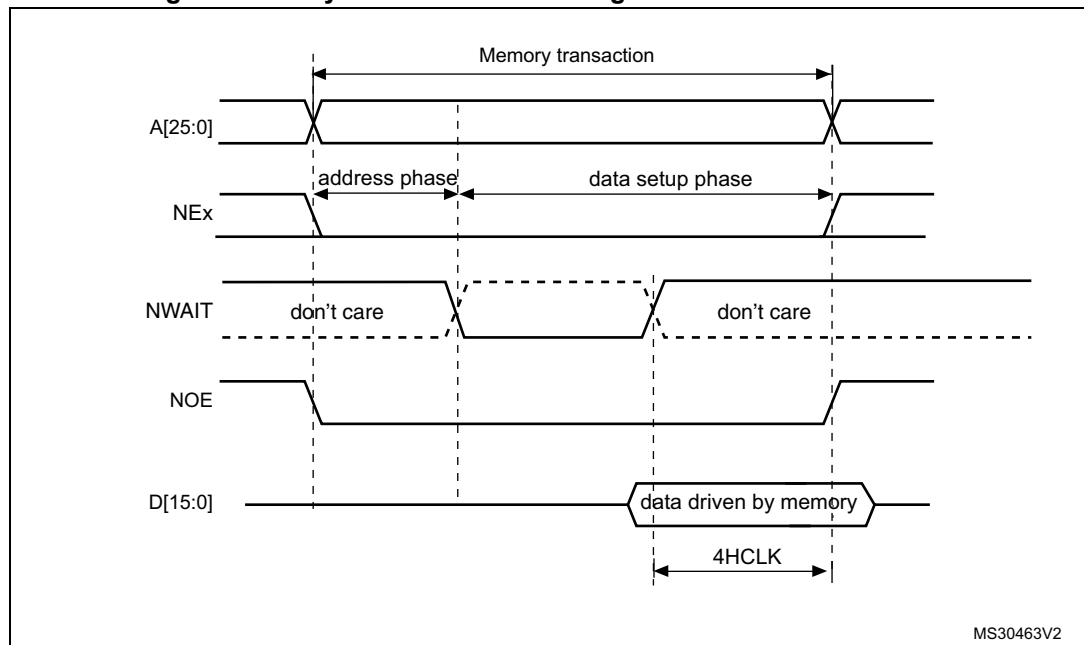 Memory transaction
A[25:0]
address phase
data setup phase
NEx
NWAIT
don't care
don't care
NOE
D[15:0]
data driven by memory
4HCLK
MS30463V2